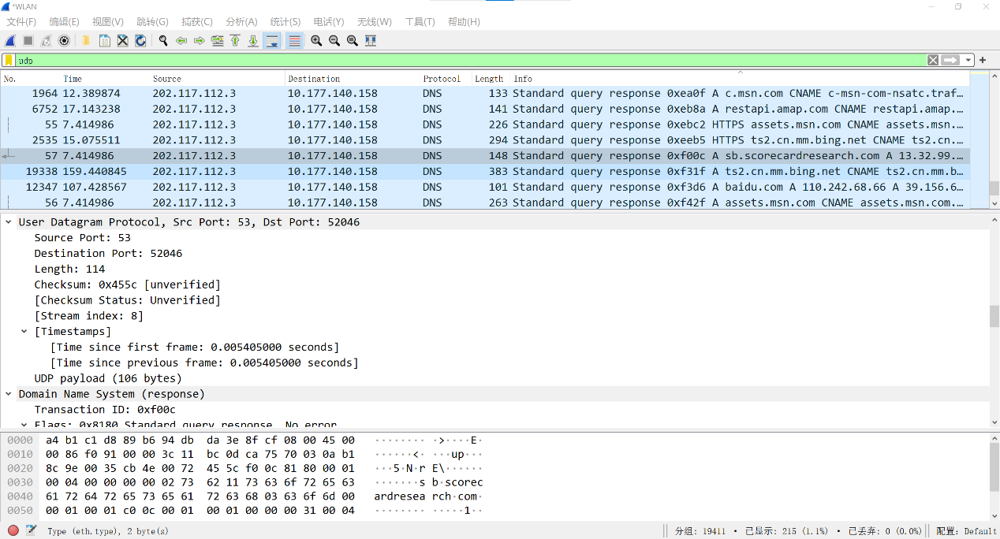 *WLAN
文件(F) 编辑(E) 视图(V) 跳转(G) 捕获(C) 分析(A) 统计(S) 电话(Y) 无线(W) 工具(T) 帮助(H)
udp
No. Time Source Destination Protocol Length Info
1964 12.389874 202.117.112.3 10.177.140.158 DNS 133 Standard query response 0xea0f A c.msn.com CNAME c-msn-com-nsatc.traf…
6752 17.143238 202.117.112.3 10.177.140.158 DNS 141 Standard query response 0xeb8a A restapi.amap.com CNAME restapi.amap.…
55 7.414986 202.117.112.3 10.177.140.158 DNS 226 Standard query response 0xebc2 HTTPS assets.msn.com CNAME assets.msn.…
2535 15.075511 202.117.112.3 10.177.140.158 DNS 294 Standard query response 0xeeb5 HTTPS ts2.cn.mm.bing.net CNAME ts2.cn.…
57 7.414986 202.117.112.3 10.177.140.158 DNS 148 Standard query response 0xf00c A sb.scorecardresearch.com A 13.32.99.…
19338 159.440845 202.117.112.3 10.177.140.158 DNS 383 Standard query response 0xf31f A ts2.cn.mm.bing.net CNAME ts2.cn.mm.b…
12347 107.428567 202.117.112.3 10.177.140.158 DNS 101 Standard query response 0xf3d6 A baidu.com A 110.242.68.66 A 39.156.6…
56 7.414986 202.117.112.3 10.177.140.158 DNS 263 Standard query response 0xf42f A assets.msn.com CNAME assets.msn.com.…
User Datagram Protocol, Src Port: 53, Dst Port: 52046
Source Port: 53
Destination Port: 52046
Length: 114
Checksum: 0x455c [unverified]
[Checksum Status: Unverified]
[Stream index: 8]
[Timestamps]
[Time since first frame: 0.005405000 seconds]
[Time since previous frame: 0.005405000 seconds]
UDP payload (106 bytes)
Domain Name System (response)
Transaction ID: 0xf00c
Flags: 0x8180 Standard query response, No error
0000 a4 b1 c1 d8 89 b6 94 db da 3e 8f cf 08 00 45 00 ········ ·>····E·
0010 00 86 f0 91 00 00 3c 11 bc 0d ca 75 70 03 0a b1 ······<· ···up···
0020 8c 9e 00 35 cb 4e 00 72 45 5c f0 0c 81 80 00 01 ···5·N·r E\······
0030 00 04 00 00 00 00 02 73 62 11 73 63 6f 72 65 63 ·······s b·scorec
0040 61 72 64 72 65 73 65 61 72 63 68 03 63 6f 6d 00 ardresea rch·com·
0050 00 01 00 01 c0 0c 00 01 00 01 00 00 00 31 00 04 ········ ·····1··
Type (eth.type), 2 byte(s) 分组: 19411 · 已显示: 215 (1.1%) · 已丢弃: 0 (0.0%) 配置: Default